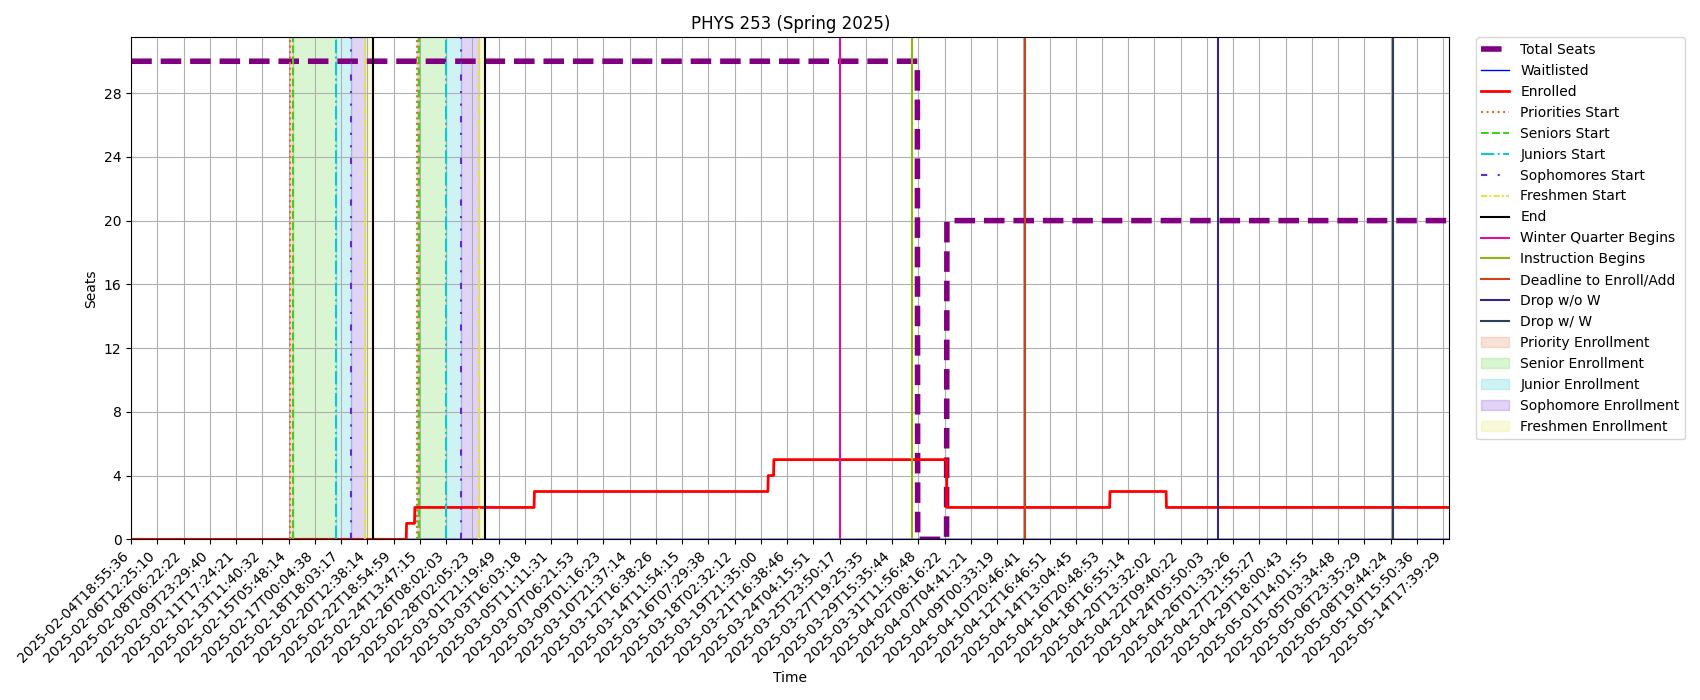 PHYS 253 (Spring 2025)
Seats
28
24
20
16
12
8
4
0
2025-02-04T18:55:36
2025-02-06T12:25:10
2025-02-08T06:22:22
2025-02-09T23:29:40
2025-02-11T17:24:21
2025-02-13T11:40:32
2025-02-15T05:48:14
2025-02-17T00:04:38
2025-02-18T18:03:17
2025-02-20T12:38:14
2025-02-22T18:54:59
2025-02-24T13:47:15
2025-02-26T08:02:03
2025-02-28T02:05:23
2025-03-01T21:19:49
2025-03-03T16:03:18
2025-03-05T11:11:31
2025-03-07T06:21:53
2025-03-09T01:16:23
2025-03-10T21:37:14
2025-03-12T16:38:26
2025-03-14T11:54:15
2025-03-16T07:29:38
2025-03-18T02:32:12
2025-03-19T21:35:00
2025-03-21T16:38:46
2025-03-24T04:15:51
2025-03-25T23:50:17
2025-03-27T19:25:35
2025-03-29T15:35:44
2025-03-31T11:56:48
2025-04-02T08:16:22
2025-04-07T04:41:21
2025-04-09T00:33:19
2025-04-10T20:46:41
2025-04-12T16:46:51
2025-04-14T13:04:45
2025-04-16T20:48:53
2025-04-18T16:55:14
2025-04-20T13:32:02
2025-04-22T09:40:22
2025-04-24T05:50:03
2025-04-26T01:33:26
2025-04-27T21:55:27
2025-04-29T18:00:43
2025-05-01T14:01:55
2025-05-05T03:34:48
2025-05-06T23:35:29
2025-05-08T19:44:24
2025-05-10T15:50:36
2025-05-14T17:39:29
Time
Total Seats
Waitlisted
Enrolled
Priorities Start
Seniors Start
Juniors Start
Sophomores Start
Freshmen Start
End
Winter Quarter Begins
Instruction Begins
Deadline to Enroll/Add
Drop w/o W
Drop w/ W
Priority Enrollment
Senior Enrollment
Junior Enrollment
Sophomore Enrollment
Freshmen Enrollment